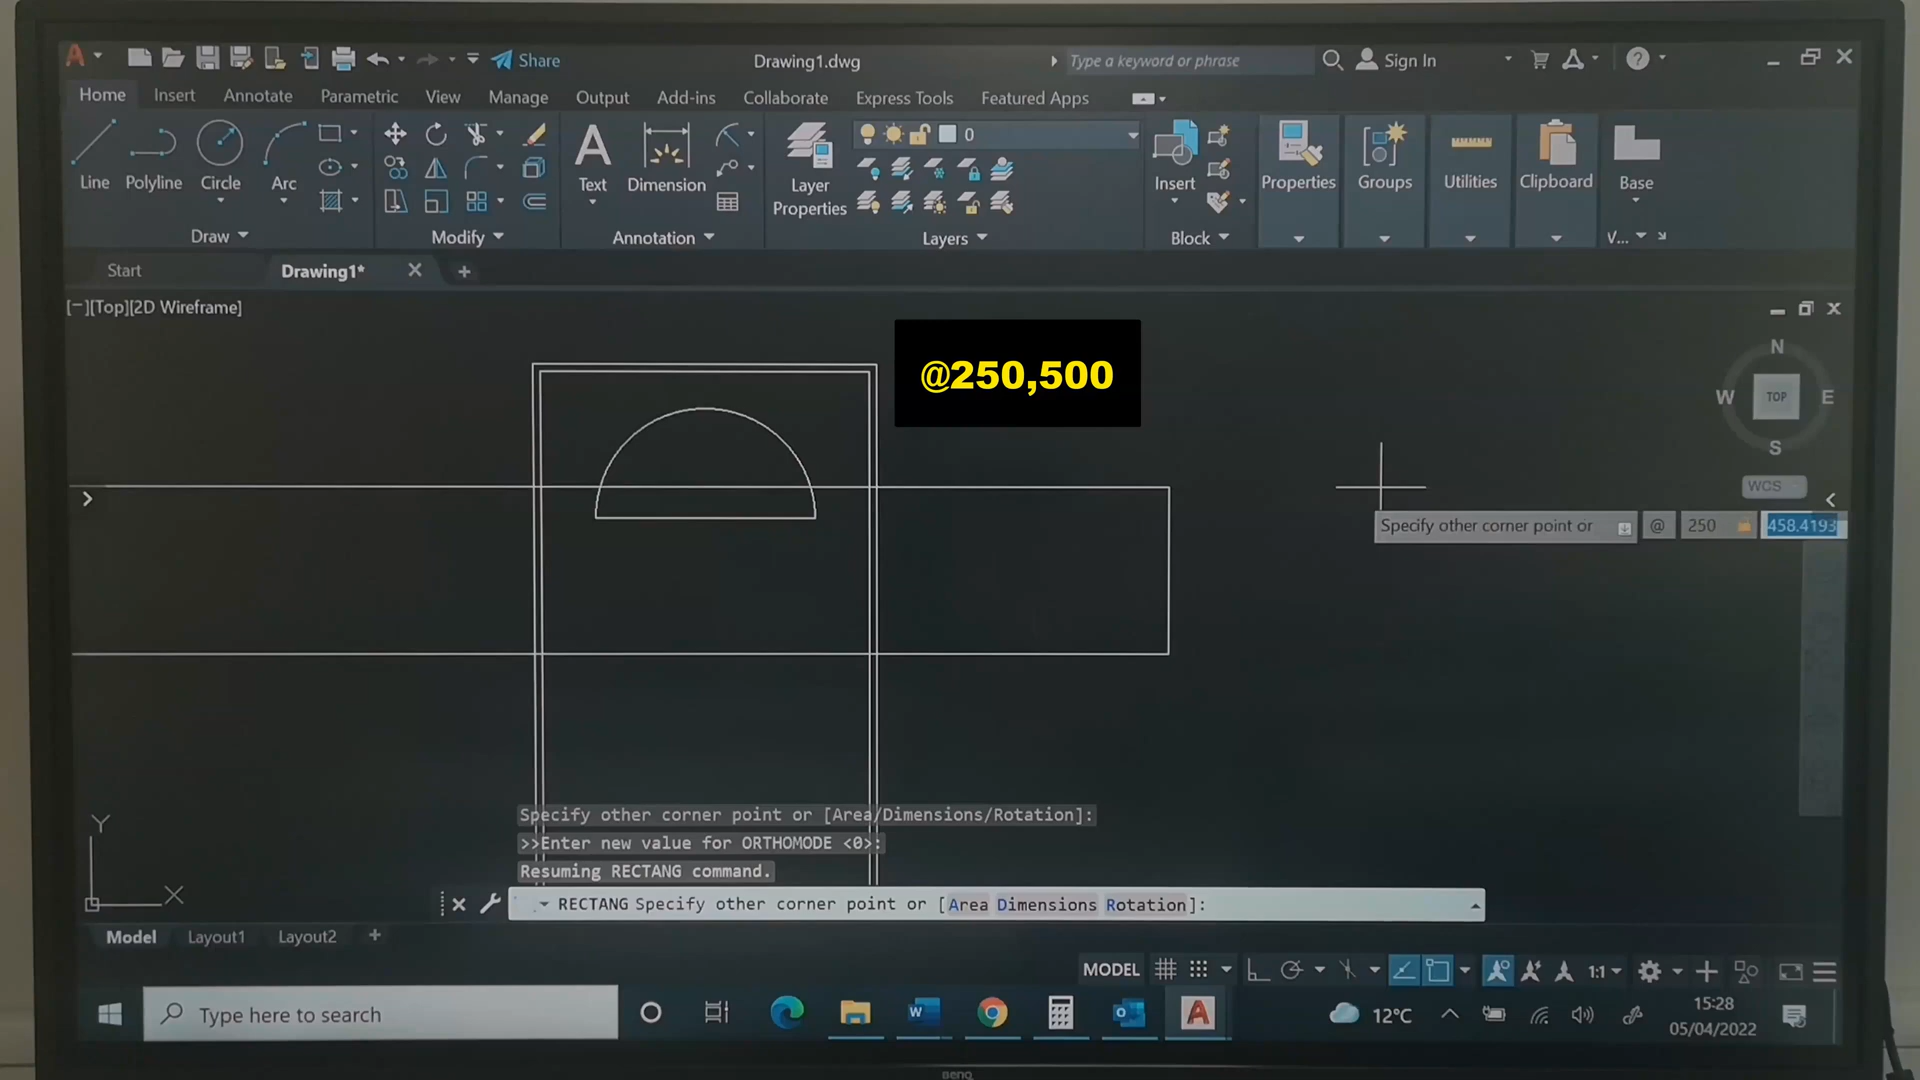 Share
Drawing1.dwg
Type a keyword or phrase
Sign In
Home
Insert
Annotate
Parametric
View
Manage
Output
Add-ins
Collaborate
Express Tools
Featured Apps
Line
Polyline
Circle
Arc
Text
Dimension
Layer
Properties
0
Insert
Properties
Groups
Utilities
Clipboard
Base
Draw
Modify
Annotation
Layers
Block
V...
Start
Drawing1*
[−][Top][2D Wireframe]
@250,500
N
W
TOP
E
S
WCS
Specify other corner point or
@
250
458.4193
Specify other corner point or [Area/Dimensions/Rotation]:
>>Enter new value for ORTHOMODE <0>:
Resuming RECTANG command.
RECTANG Specify other corner point or [Area Dimensions Rotation]:
Y
X
Model
Layout1
Layout2
MODEL
1:1
Type here to search
12°C
15:28
05/04/2022
BenQ